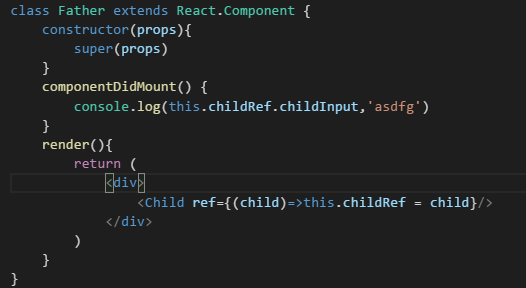 class Father extends React.Component {
    constructor(props){
        super(props)
    }
    componentDidMount() {
        console.log(this.childRef.childInput,'asdfg')
    }
    render(){
        return (
            <div>
                <Child ref={(child)=>this.childRef = child}/>
            </div>
        )
    }
}